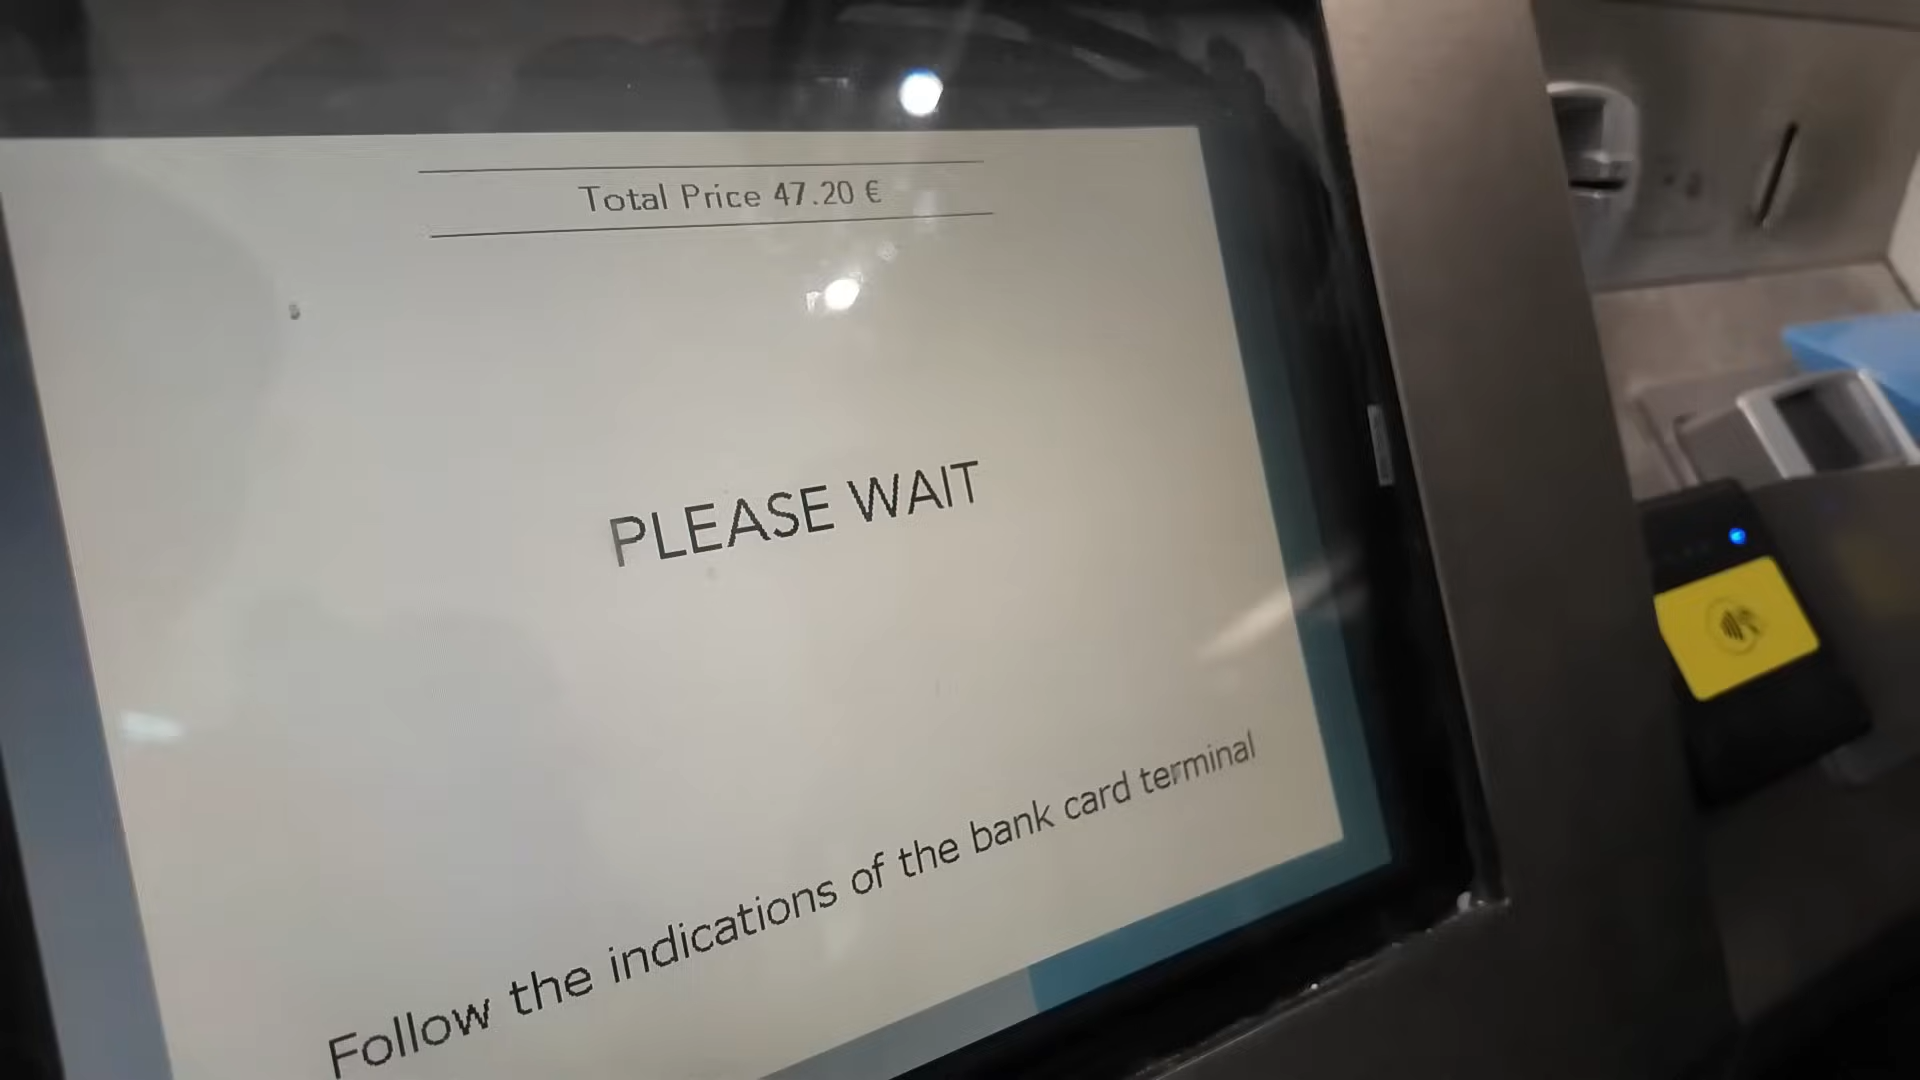 Total Price 47.20 €
PLEASE WAIT
Follow the indications of the bank card terminal